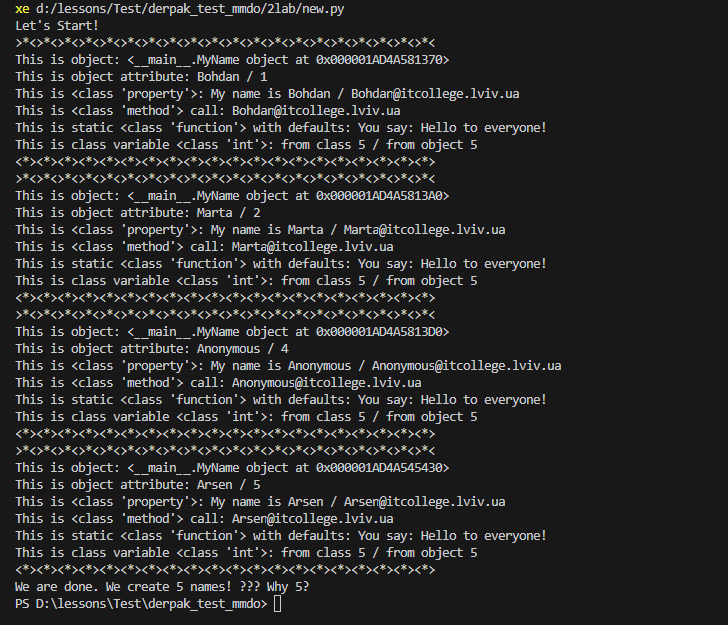 xe d:/lessons/Test/derpak_test_mmdo/2lab/new.py
Let's Start!
>*<>*<>*<>*<>*<>*<>*<>*<>*<>*<>*<>*<>*<>*<>*<>*<>*<>*<>*<>*<
This is object: <__main__.MyName object at 0x000001AD4A581370>
This is object attribute: Bohdan / 1
This is <class 'property'>: My name is Bohdan / Bohdan@itcollege.lviv.ua
This is <class 'method'> call: Bohdan@itcollege.lviv.ua
This is static <class 'function'> with defaults: You say: Hello to everyone!
This is class variable <class 'int'>: from class 5 / from object 5
<*><*><*><*><*><*><*><*><*><*><*><*><*><*><*><*><*><*><*><*>
>*<>*<>*<>*<>*<>*<>*<>*<>*<>*<>*<>*<>*<>*<>*<>*<>*<>*<>*<>*<
This is object: <__main__.MyName object at 0x000001AD4A5813A0>
This is object attribute: Marta / 2
This is <class 'property'>: My name is Marta / Marta@itcollege.lviv.ua
This is <class 'method'> call: Marta@itcollege.lviv.ua
This is static <class 'function'> with defaults: You say: Hello to everyone!
This is class variable <class 'int'>: from class 5 / from object 5
<*><*><*><*><*><*><*><*><*><*><*><*><*><*><*><*><*><*><*><*>
>*<>*<>*<>*<>*<>*<>*<>*<>*<>*<>*<>*<>*<>*<>*<>*<>*<>*<>*<>*<
This is object: <__main__.MyName object at 0x000001AD4A5813D0>
This is object attribute: Anonymous / 4
This is <class 'property'>: My name is Anonymous / Anonymous@itcollege.lviv.ua
This is <class 'method'> call: Anonymous@itcollege.lviv.ua
This is static <class 'function'> with defaults: You say: Hello to everyone!
This is class variable <class 'int'>: from class 5 / from object 5
<*><*><*><*><*><*><*><*><*><*><*><*><*><*><*><*><*><*><*><*>
>*<>*<>*<>*<>*<>*<>*<>*<>*<>*<>*<>*<>*<>*<>*<>*<>*<>*<>*<>*<
This is object: <__main__.MyName object at 0x000001AD4A545430>
This is object attribute: Arsen / 5
This is <class 'property'>: My name is Arsen / Arsen@itcollege.lviv.ua
This is <class 'method'> call: Arsen@itcollege.lviv.ua
This is static <class 'function'> with defaults: You say: Hello to everyone!
This is class variable <class 'int'>: from class 5 / from object 5
<*><*><*><*><*><*><*><*><*><*><*><*><*><*><*><*><*><*><*><*>
We are done. We create 5 names! ??? Why 5?
PS D:\lessons\Test\derpak_test_mmdo>